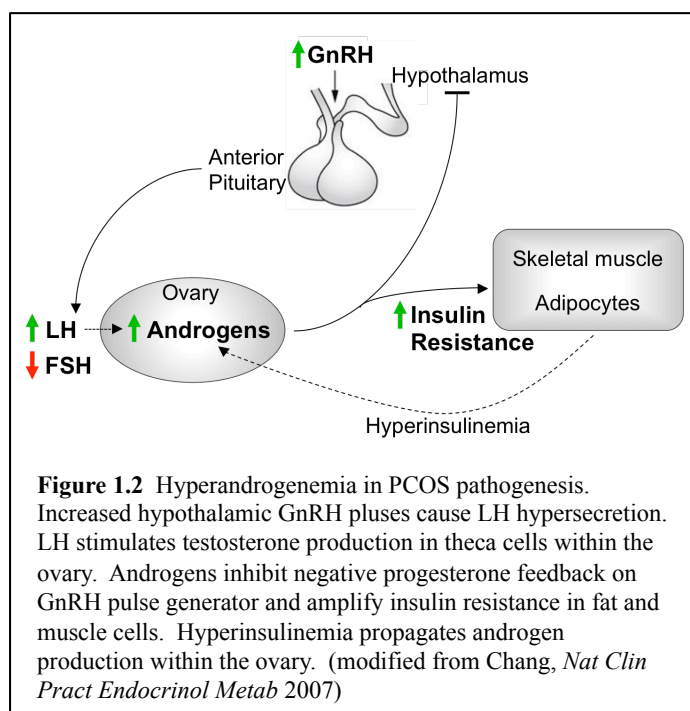 GnRH
Hypothalamus
Anterior
Pituitary
Skeletal muscle
Adipocytes
Ovary
LH
Androgens
FSH
Insulin
Resistance
Hyperinsulinemia
Figure 1.2 Hyperandrogenemia in PCOS pathogenesis.
Increased hypothalamic GnRH pluses cause LH hypersecretion.
LH stimulates testosterone production in theca cells within the
ovary. Androgens inhibit negative progesterone feedback on
GnRH pulse generator and amplify insulin resistance in fat and
muscle cells. Hyperinsulinemia propagates androgen
production within the ovary. (modified from Chang, Nat Clin
Pract Endocrinol Metab 2007)